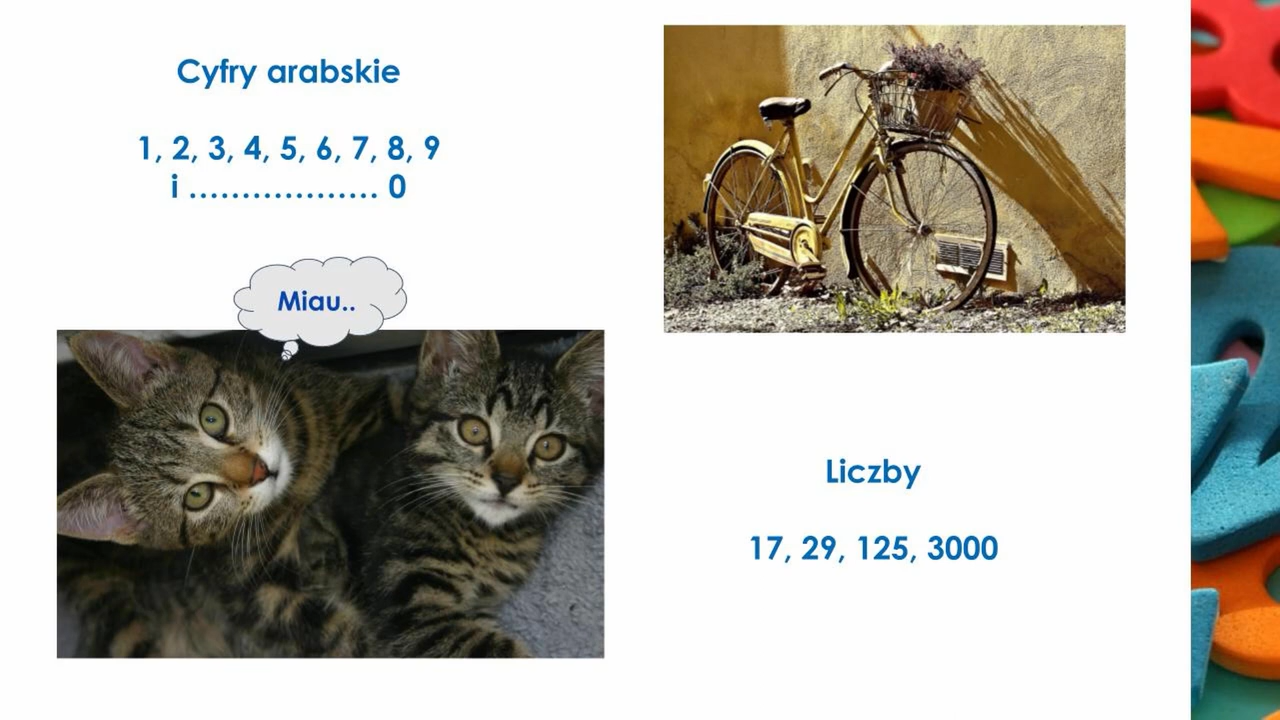 Cyfry arabskie
1, 2, 3, 4, 5, 6, 7, 8, 9
i .................. 0
Miau..
Liczby
17, 29, 125, 3000